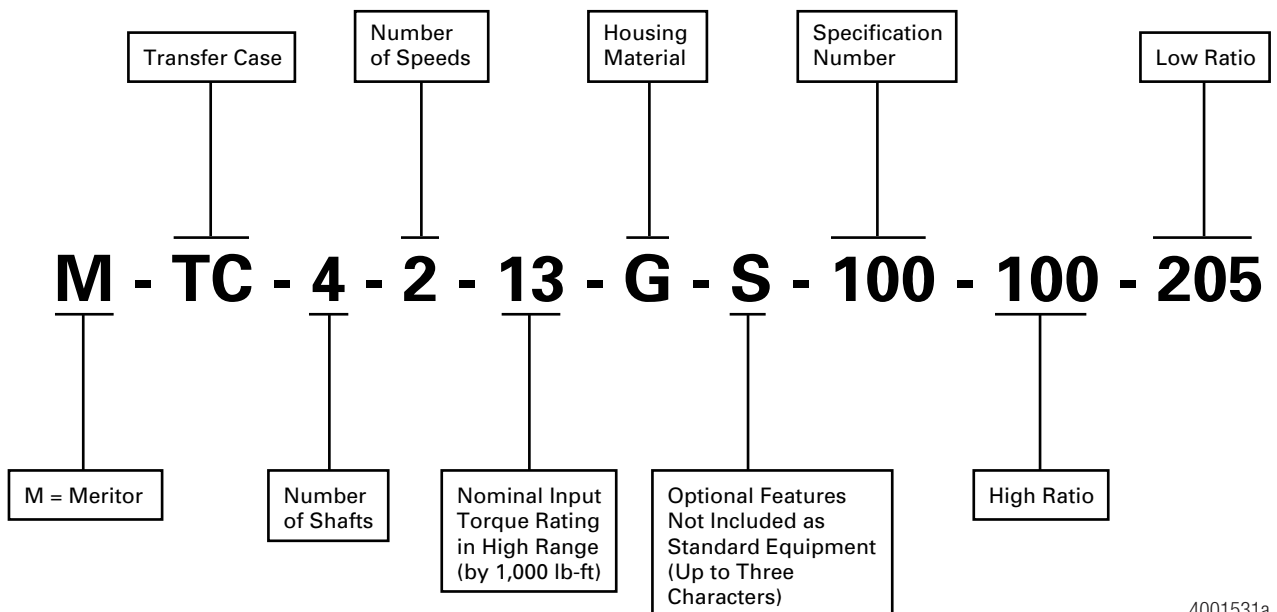 Transfer Case
Number
of Speeds
Housing
Material
Specification
Number
Low Ratio
M - TC - 4 - 2 - 13 - G - S - 100 - 100 - 205
M = Meritor
Number
of Shafts
Nominal Input
Torque Rating
in High Range
(by 1,000 lb-ft)
Optional Features
Not Included as
Standard Equipment
(Up to Three
Characters)
High Ratio
4001531a